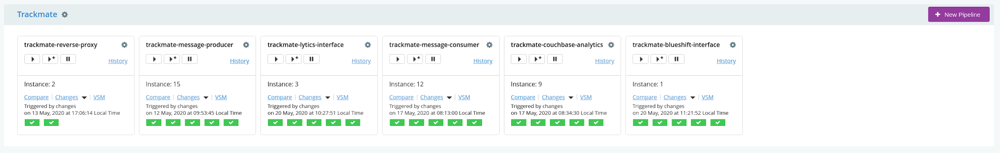 Trackmate
New Pipeline
trackmate-reverse-proxy
History
Instance: 2
Compare Changes VSM
Triggered by changes
on 13 May, 2020 at 17:06:14 Local Time
trackmate-message-producer
History
Instance: 15
Compare Changes VSM
Triggered by changes
on 12 May, 2020 at 09:53:45 Local Time
trackmate-lytics-interface
History
Instance: 3
Compare Changes VSM
Triggered by changes
on 20 May, 2020 at 10:27:51 Local Time
trackmate-message-consumer
History
Instance: 12
Compare Changes VSM
Triggered by changes
on 17 May, 2020 at 08:13:00 Local Time
trackmate-couchbase-analytics
History
Instance: 9
Compare Changes VSM
Triggered by changes
on 17 May, 2020 at 08:34:30 Local Time
trackmate-blueshift-interface
History
Instance: 1
Compare Changes VSM
Triggered by changes
on 20 May, 2020 at 11:21:52 Local Time